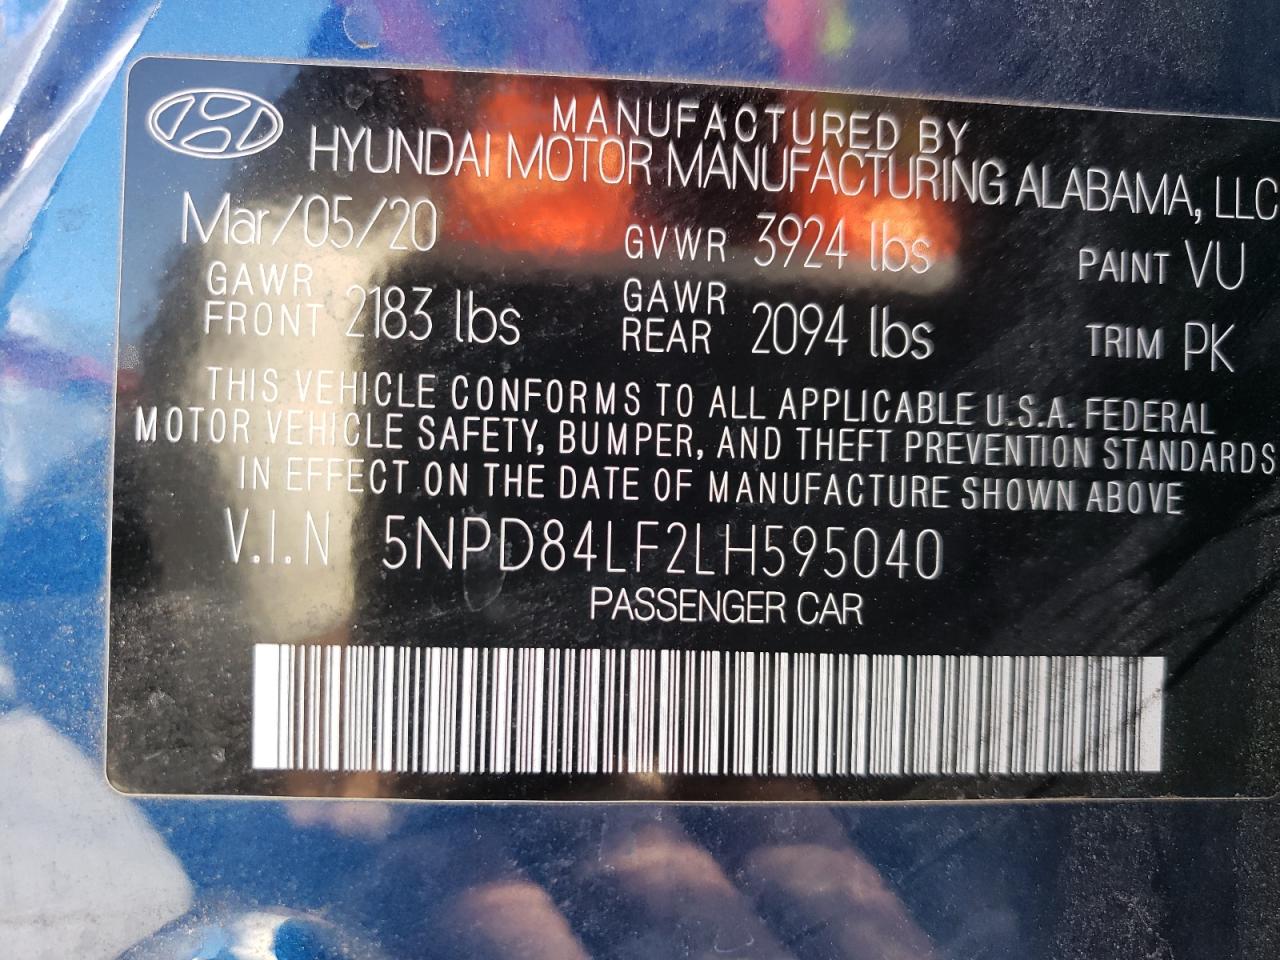 MANUFACTURED BY
HYUNDAI MOTOR MANUFACTURING ALABAMA, LLC
Mar/05/20 GVWR 3924 lbs PAINT VU
GAWR FRONT 2183 lbs GAWR REAR 2094 lbs TRIM PK
THIS VEHICLE CONFORMS TO ALL APPLICABLE U.S.A. FEDERAL
MOTOR VEHICLE SAFETY, BUMPER, AND THEFT PREVENTION STANDARDS
IN EFFECT ON THE DATE OF MANUFACTURE SHOWN ABOVE
V.I.N 5NPD84LF2LH595040
PASSENGER CAR